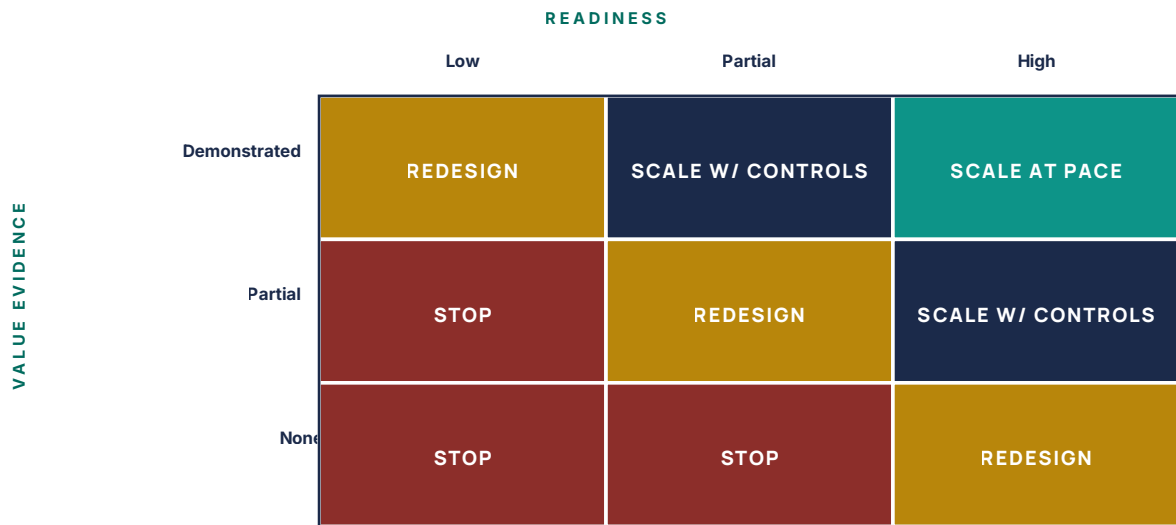 READINESS
Low Partial High
Demonstrated REDESIGN SCALE W/ CONTROLS SCALE AT PACE
VALUE EVIDENCE
Partial STOP REDESIGN SCALE W/ CONTROLS
None STOP STOP REDESIGN